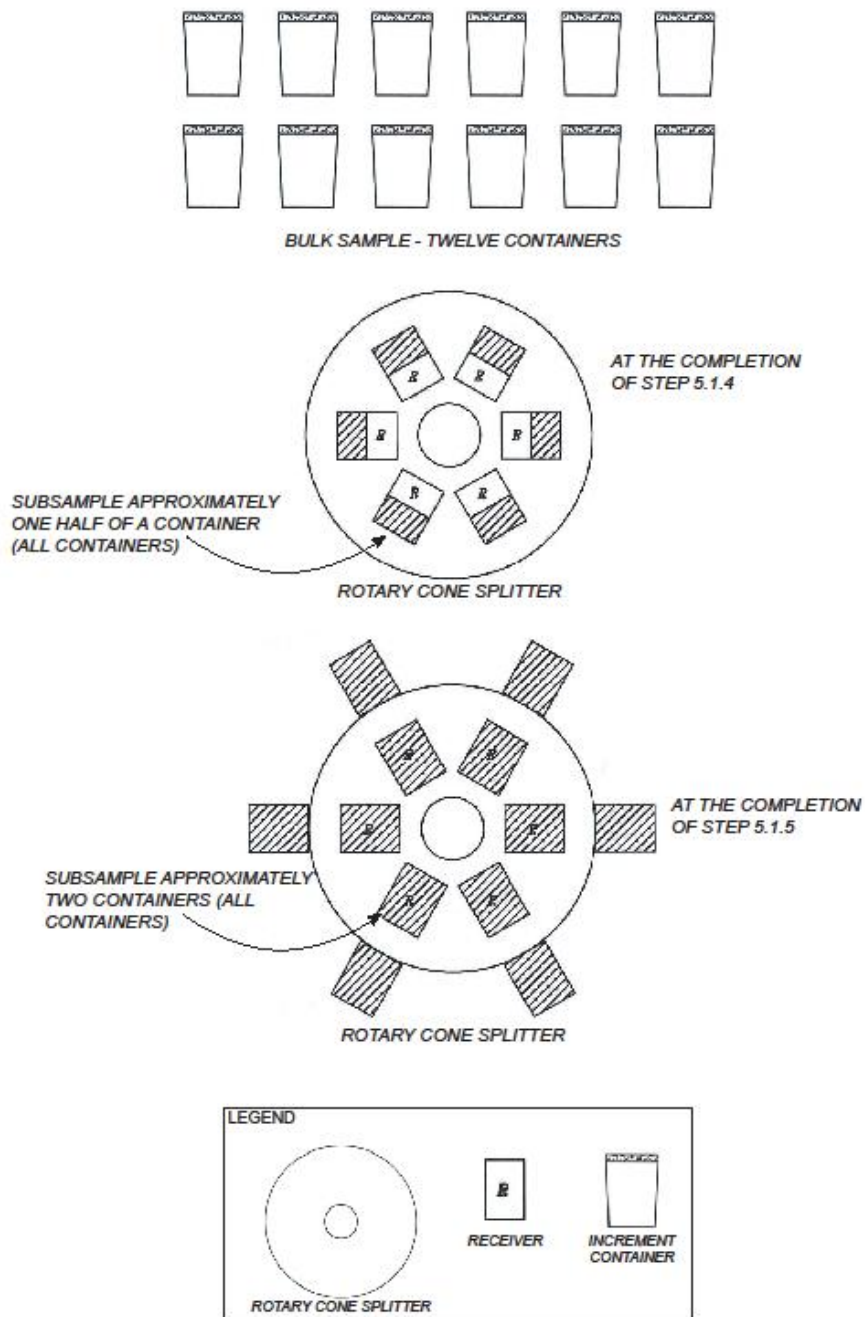 BULK SAMPLE - TWELVE CONTAINERS
AT THE COMPLETION
OF STEP 5.1.4
R
R
R
R
R
R
SUBSAMPLE APPROXIMATELY
ONE HALF OF A CONTAINER
(ALL CONTAINERS)
ROTARY CONE SPLITTER
R
R
R
R
R
R
AT THE COMPLETION
OF STEP 5.1.5
SUBSAMPLE APPROXIMATELY
TWO CONTAINERS (ALL
CONTAINERS)
ROTARY CONE SPLITTER
LEGEND
R
RECEIVER
INCREMENT
CONTAINER
ROTARY CONE SPLITTER